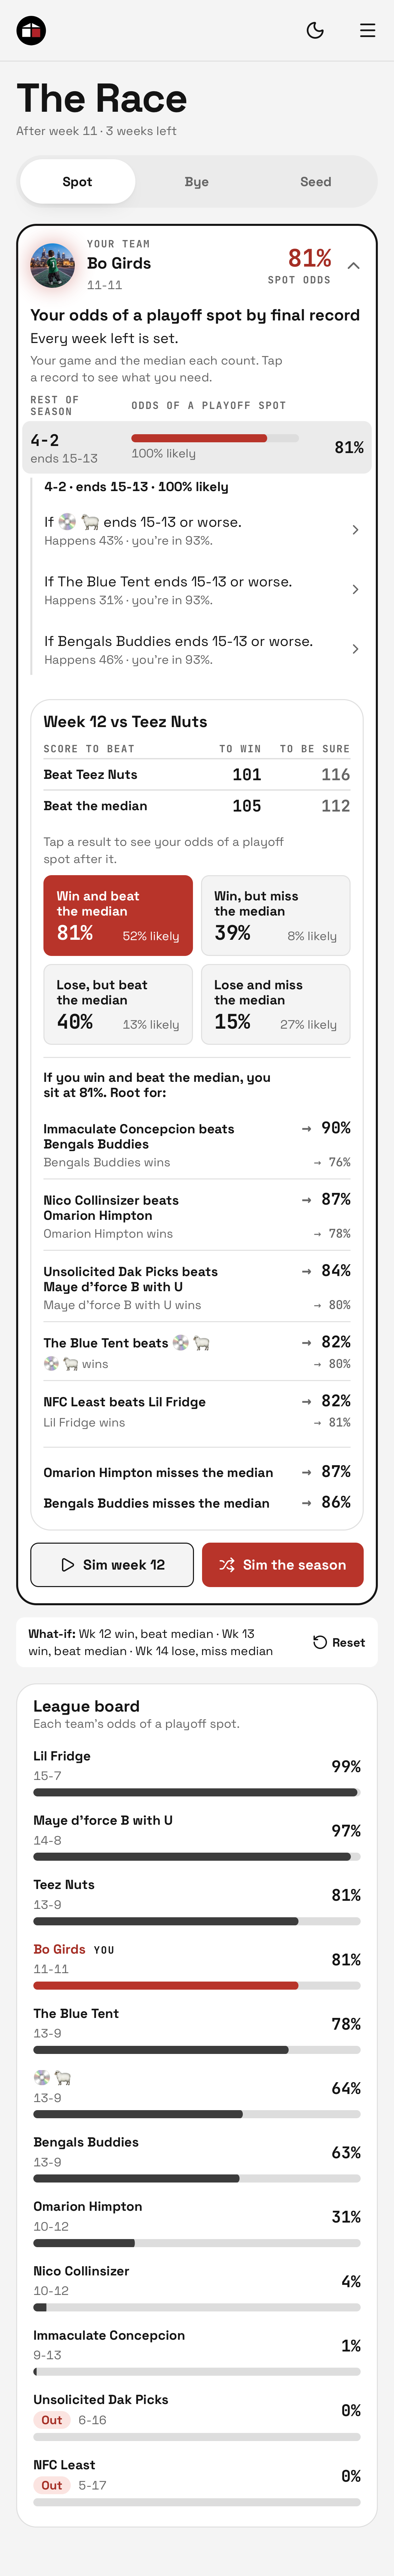 The Race
After week 11 · 3 weeks left
Spot
Bye
Seed
YOUR TEAM
Bo Girds
11-11
81%
SPOT ODDS
Your odds of a playoff spot by final record
Every week left is set.
Your game and the median each count. Tap
a record to see what you need.
REST OF
SEASON
ODDS OF A PLAYOFF SPOT
4-2
ends 15-13
100% likely
81%
4-2 · ends 15-13 · 100% likely
If 💿 🐑 ends 15-13 or worse.
Happens 43% · you're in 93%.
If The Blue Tent ends 15-13 or worse.
Happens 31% · you're in 93%.
If Bengals Buddies ends 15-13 or worse.
Happens 46% · you're in 93%.
Week 12 vs Teez Nuts
SCORE TO BEAT TO WIN TO BE SURE
Beat Teez Nuts 101 116
Beat the median 105 112
Tap a result to see your odds of a playoff
spot after it.
Win and beat
the median
81% 52% likely
Win, but miss
the median
39% 8% likely
Lose, but beat
the median
40% 13% likely
Lose and miss
the median
15% 27% likely
If you win and beat the median, you
sit at 81%. Root for:
Immaculate Concepcion beats
Bengals Buddies
→ 90%
Bengals Buddies wins → 76%
Nico Collinsizer beats
Omarion Himpton
→ 87%
Omarion Himpton wins → 78%
Unsolicited Dak Picks beats
Maye d'force B with U
→ 84%
Maye d'force B with U wins → 80%
The Blue Tent beats 💿 🐑 → 82%
💿 🐑 wins → 80%
NFC Least beats Lil Fridge → 82%
Lil Fridge wins → 81%
Omarion Himpton misses the median → 87%
Bengals Buddies misses the median → 86%
Sim week 12
Sim the season
What-if: Wk 12 win, beat median · Wk 13
win, beat median · Wk 14 lose, miss median
Reset
League board
Each team's odds of a playoff spot.
Lil Fridge
15-7
99%
Maye d'force B with U
14-8
97%
Teez Nuts
13-9
81%
Bo Girds YOU
11-11
81%
The Blue Tent
13-9
78%
💿 🐑
13-9
64%
Bengals Buddies
13-9
63%
Omarion Himpton
10-12
31%
Nico Collinsizer
10-12
4%
Immaculate Concepcion
9-13
1%
Unsolicited Dak Picks
Out 6-16
0%
NFC Least
Out 5-17
0%